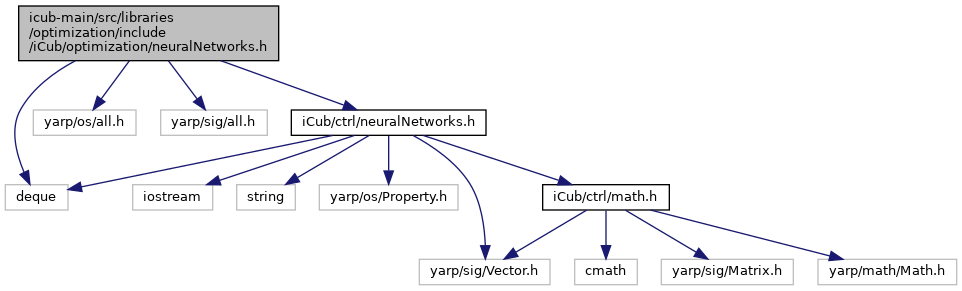 icub-main/src/libraries
/optimization/include
/iCub/optimization/neuralNetworks.h
yarp/os/all.h
yarp/sig/all.h
iCub/ctrl/neuralNetworks.h
deque
iostream
string
yarp/os/Property.h
iCub/ctrl/math.h
yarp/sig/Vector.h
cmath
yarp/sig/Matrix.h
yarp/math/Math.h